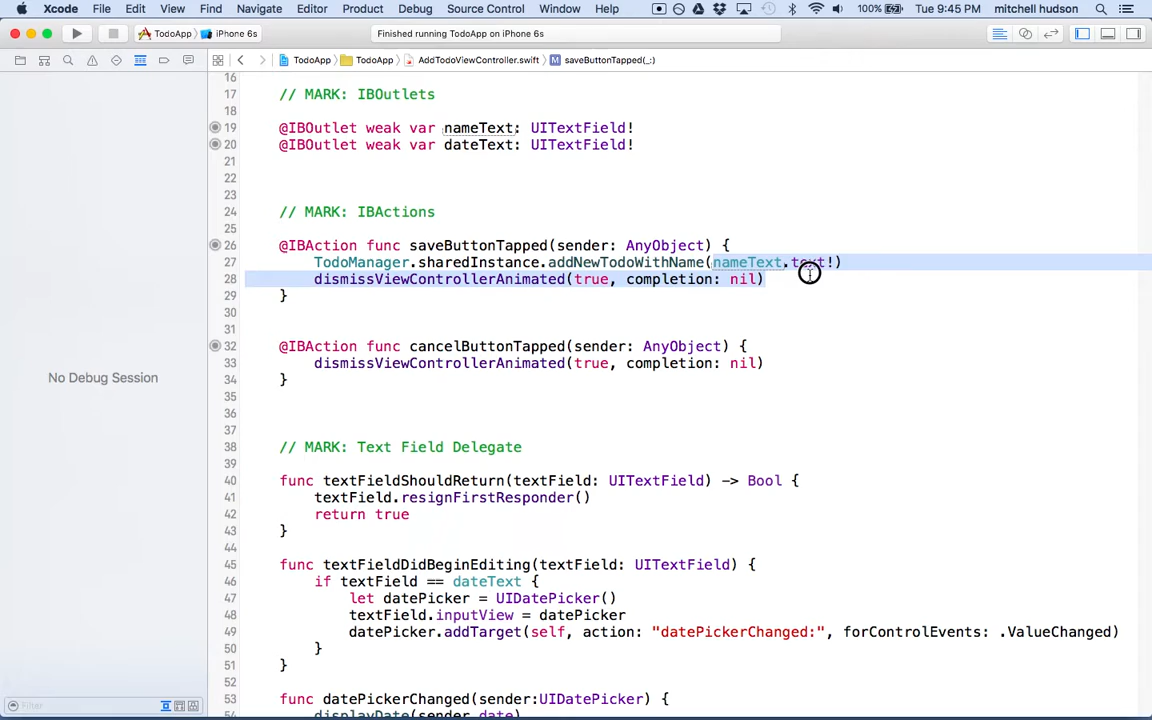 Xcode File Edit View Find Navigate Editor Product Debug Source Control Window Help 100% Tue 9:45 PM mitchell hudson
TodoApp iPhone 6s Finished running TodoApp on iPhone 6s
TodoApp TodoApp AddTodoViewController.swift M saveButtonTapped(_:)
16
17 // MARK: IBOutlets
18
19 @IBOutlet weak var nameText: UITextField!
20 @IBOutlet weak var dateText: UITextField!
21
22
23
24 // MARK: IBActions
25
26 @IBAction func saveButtonTapped(sender: AnyObject) {
27 TodoManager.sharedInstance.addNewTodoWithName(nameText.text!)
28 dismissViewControllerAnimated(true, completion: nil)
29 }
30
31
32 @IBAction func cancelButtonTapped(sender: AnyObject) {
33 dismissViewControllerAnimated(true, completion: nil)
34 }
35
36
37
38 // MARK: Text Field Delegate
39
40 func textFieldShouldReturn(textField: UITextField) -> Bool {
41 textField.resignFirstResponder()
42 return true
43 }
44
45 func textFieldDidBeginEditing(textField: UITextField) {
46 if textField == dateText {
47 let datePicker = UIDatePicker()
48 textField.inputView = datePicker
49 datePicker.addTarget(self, action: "datePickerChanged:", forControlEvents: .ValueChanged)
50 }
51 }
52
53 func datePickerChanged(sender:UIDatePicker) {
54 displayDate(sender.date)
No Debug Session
Filter